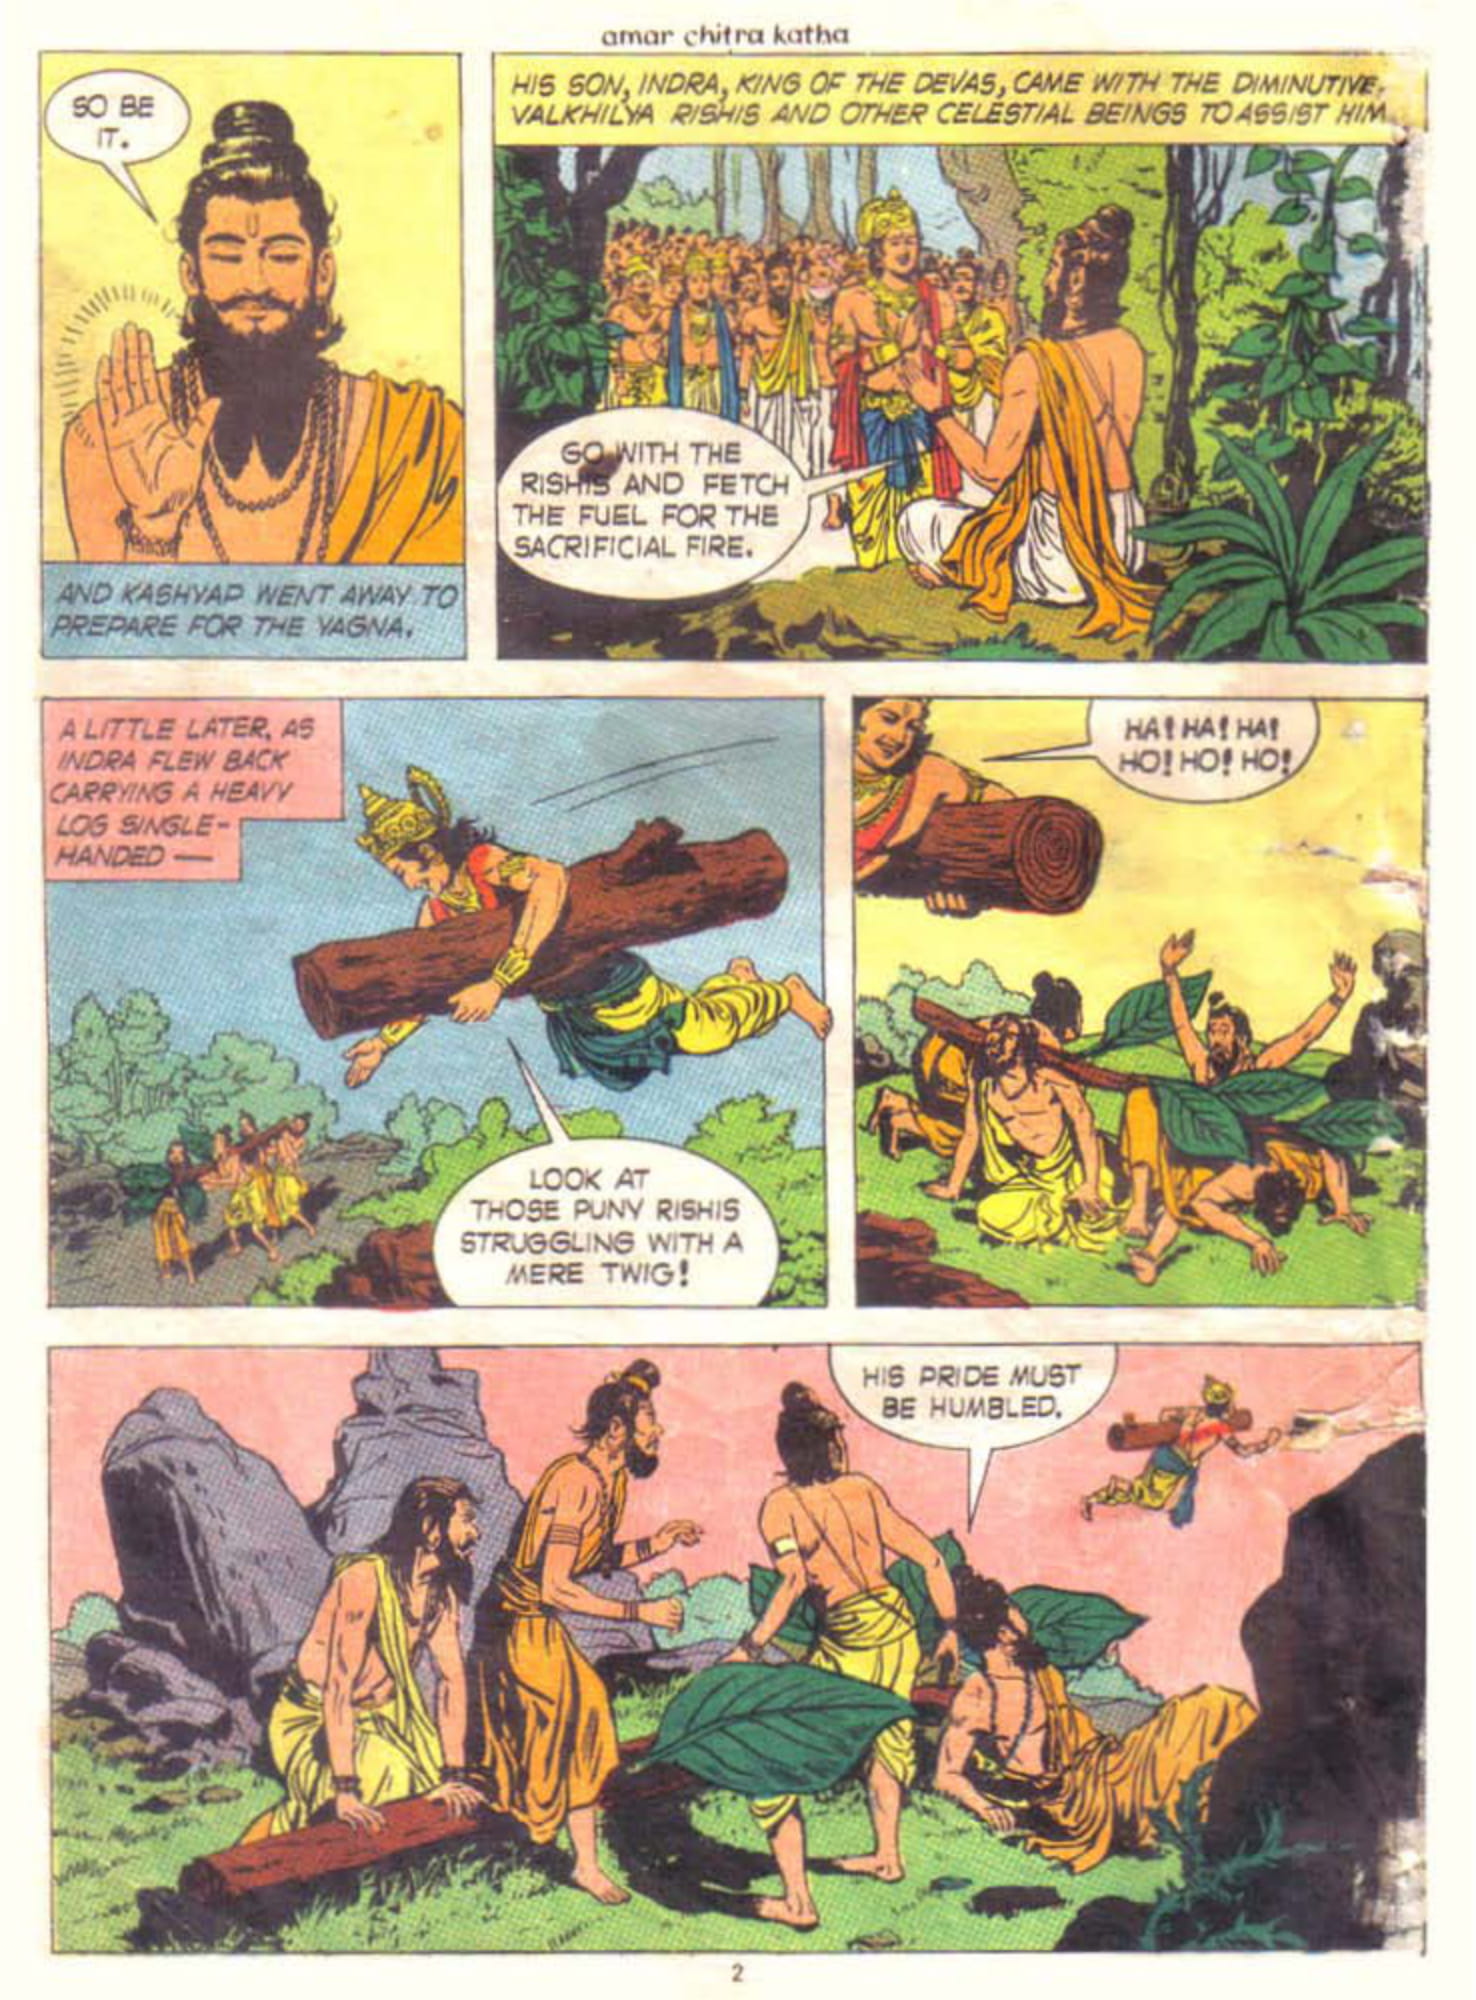 amar chitra katha
SO BE
IT.
AND KASHYAP WENT AWAY TO
PREPARE FOR THE YAGNA.
HIS SON, INDRA, KING OF THE DEVAS, CAME WITH THE DIMINUTIVE,
VALKHILYA RISHIS AND OTHER CELESTIAL BEINGS TO ASSIST HIM.
GO WITH THE
RISHIS AND FETCH
THE FUEL FOR THE
SACRIFICIAL FIRE.
A LITTLE LATER, AS
INDRA FLEW BACK
CARRYING A HEAVY
LOG SINGLE-
HANDED —
LOOK AT
THOSE PUNY RISHIS
STRUGGLING WITH A
MERE TWIG!
HA! HA! HA!
HO! HO! HO!
HIS PRIDE MUST
BE HUMBLED.
2